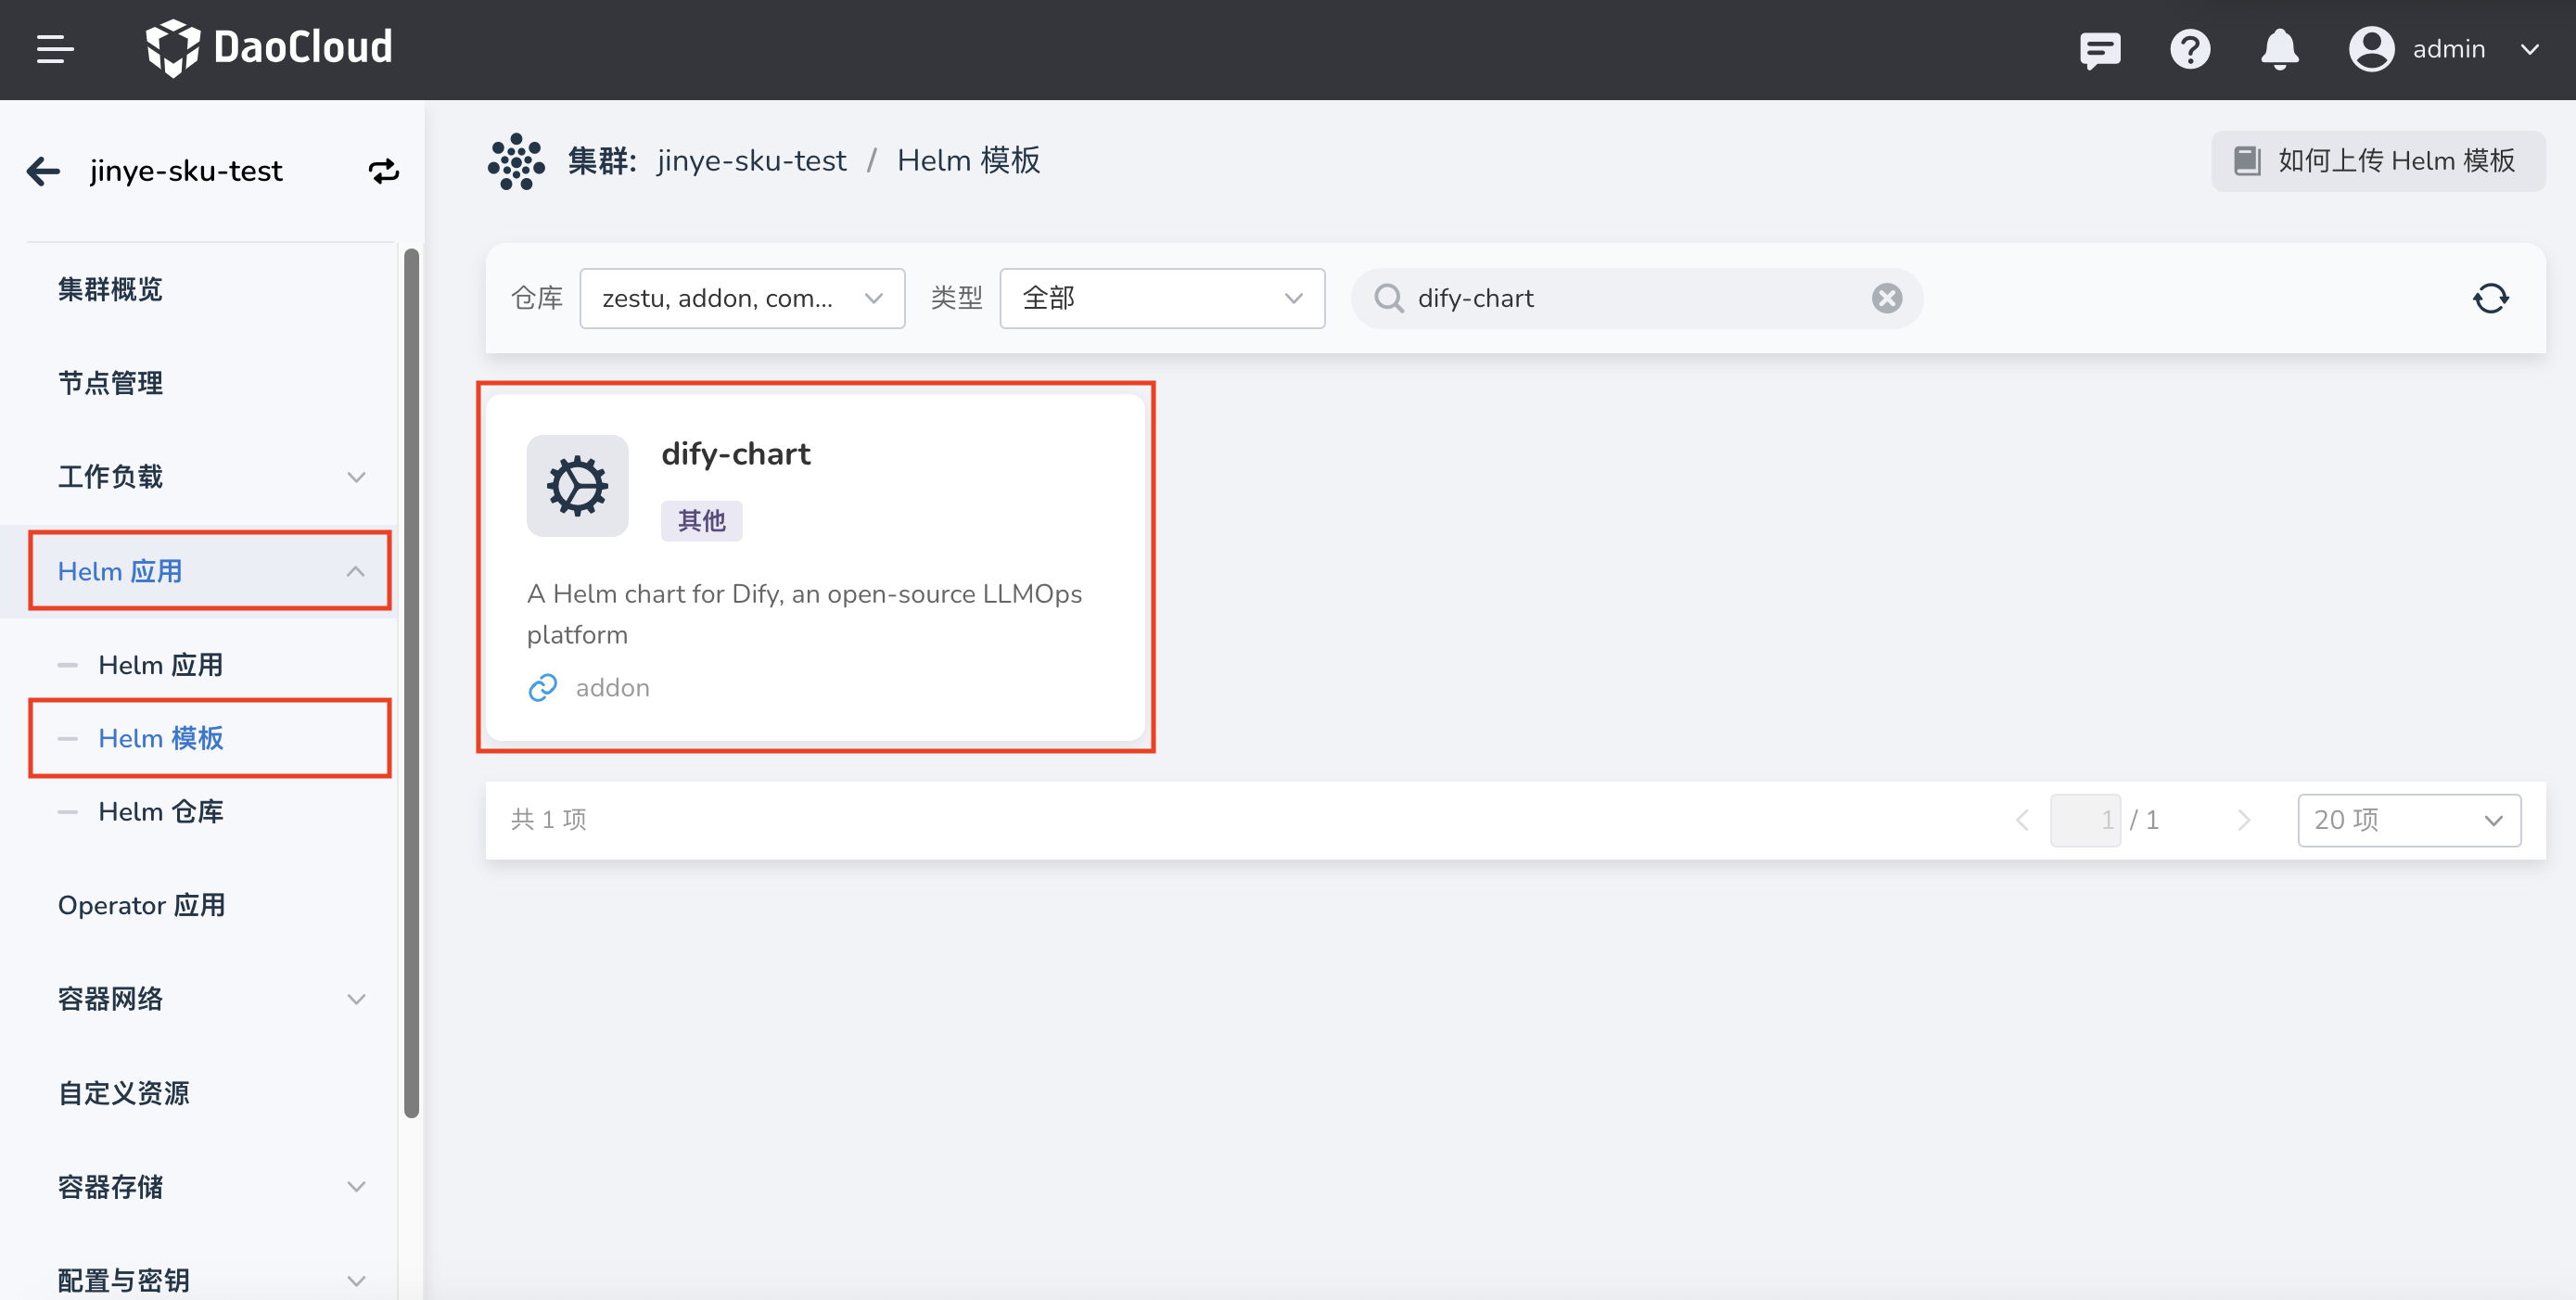 DaoCloud
admin
jinye-sku-test
集群概览
节点管理
工作负载
Helm 应用
Helm 应用
Helm 模板
Helm 仓库
Operator 应用
容器网络
自定义资源
容器存储
配置与密钥
集群: jinye-sku-test / Helm 模板
如何上传 Helm 模板
仓库 zestu, addon, com... 类型 全部 dify-chart
dify-chart
其他
A Helm chart for Dify, an open-source LLMOps
platform
addon
共 1 项
1 / 1
20 项